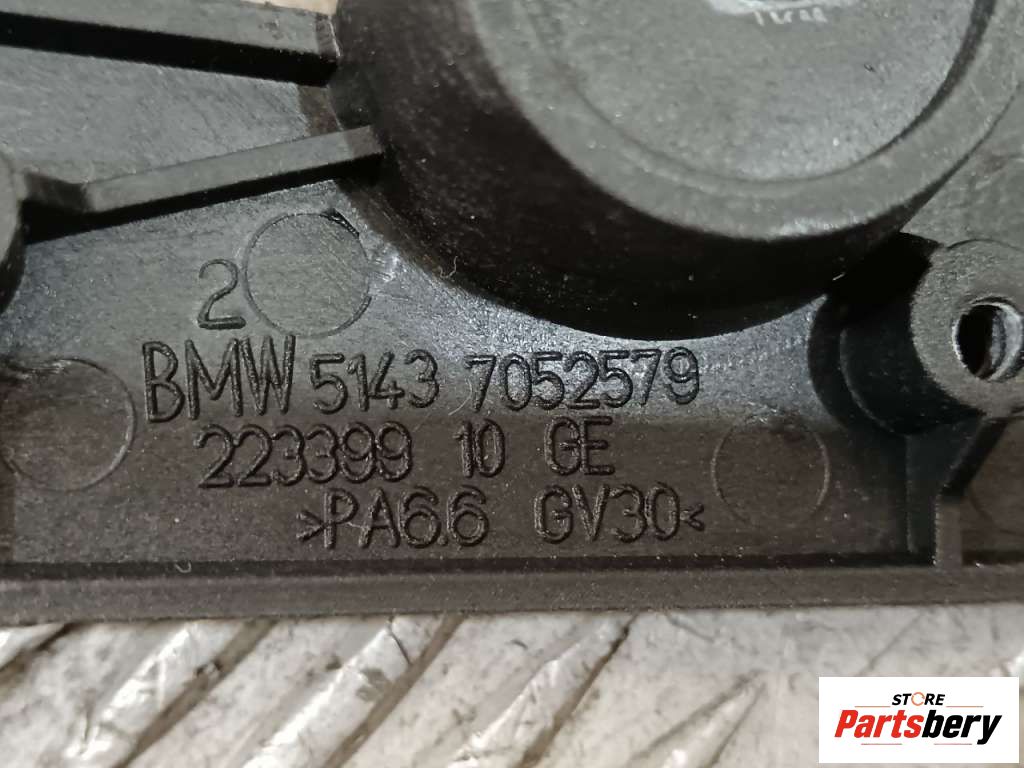 2
BMW 5143 7052579
223399 10 GE
>PA6.6 GV30<
STORE
Partsbery